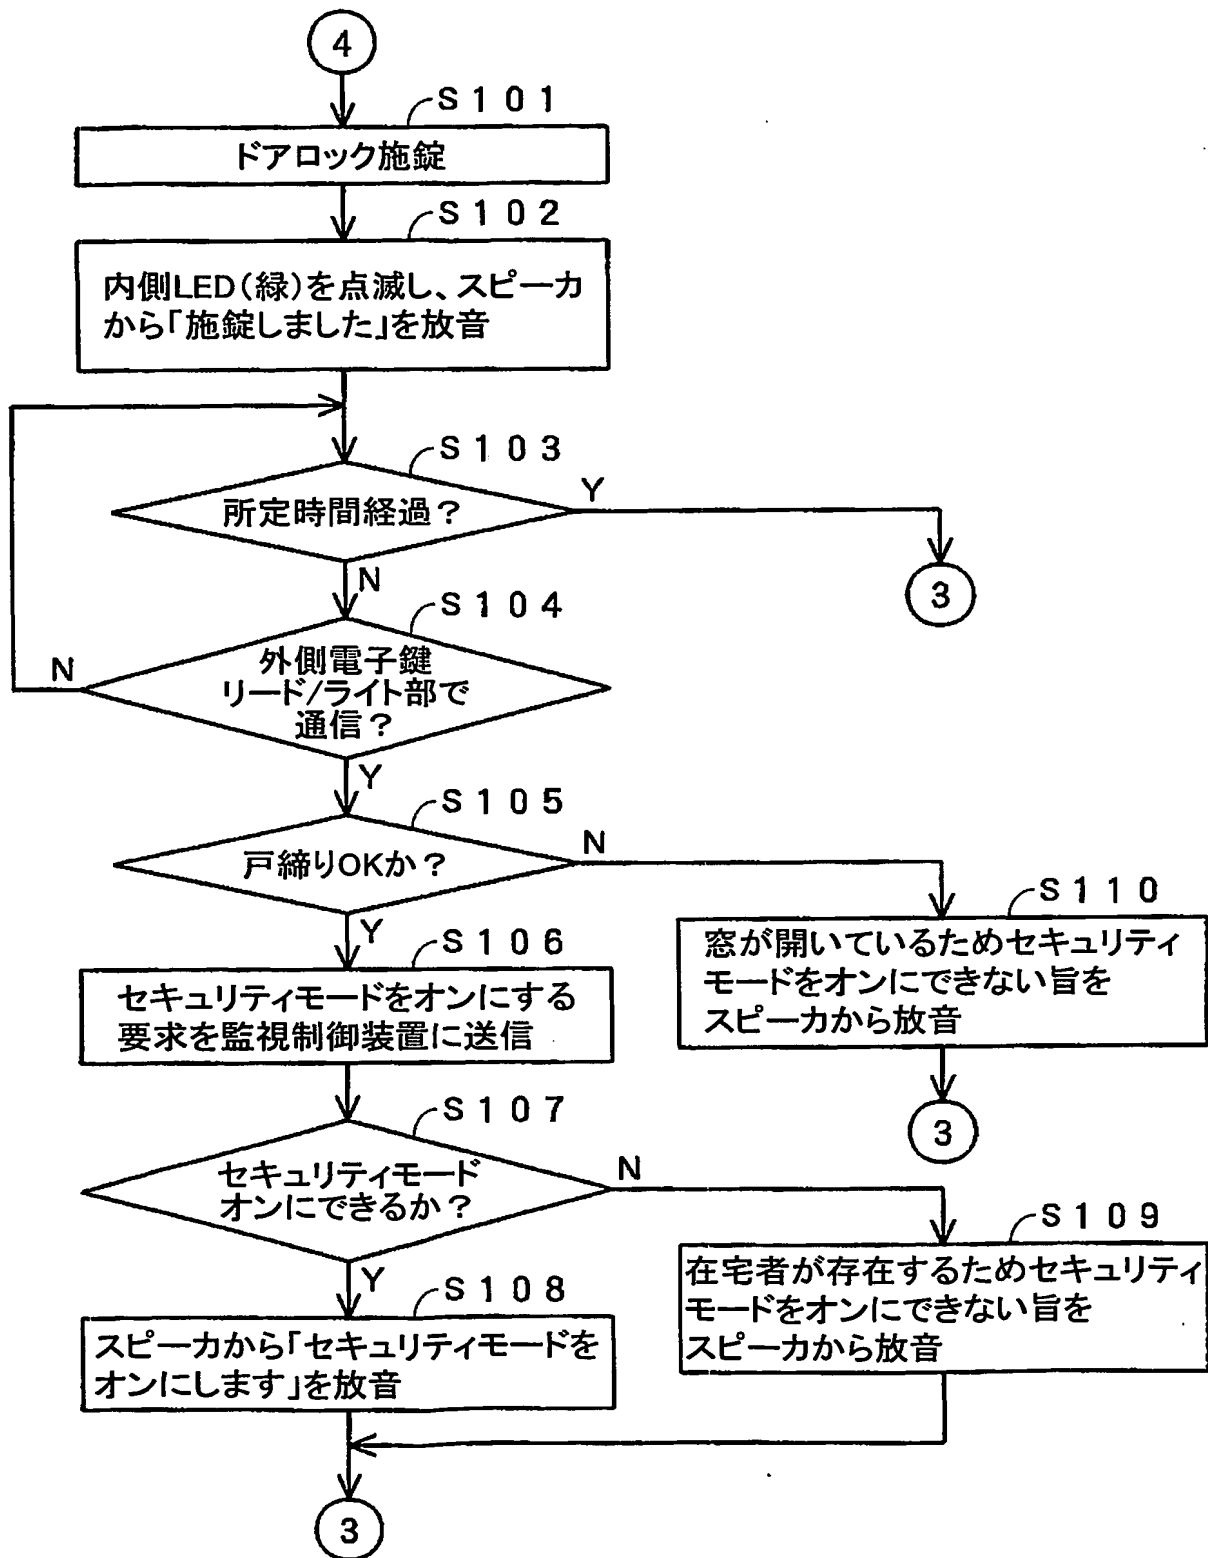 4
S101
ドアロック施錠
S102
内側LED(緑)を点滅し、スピーカ
から「施錠しました」を放音
S103
所定時間経過?
Y
N
3
S104
外側電子鍵
リード/ライト部で
通信?
N
Y
S105
戸締りOKか?
N
Y
S110
窓が開いているためセキュリティ
モードをオンにできない旨を
スピーカから放音
3
S106
セキュリティモードをオンにする
要求を監視制御装置に送信
S107
セキュリティモード
オンにできるか?
N
Y
S109
在宅者が存在するためセキュリティ
モードをオンにできない旨を
スピーカから放音
S108
スピーカから「セキュリティモードを
オンにします」を放音
3